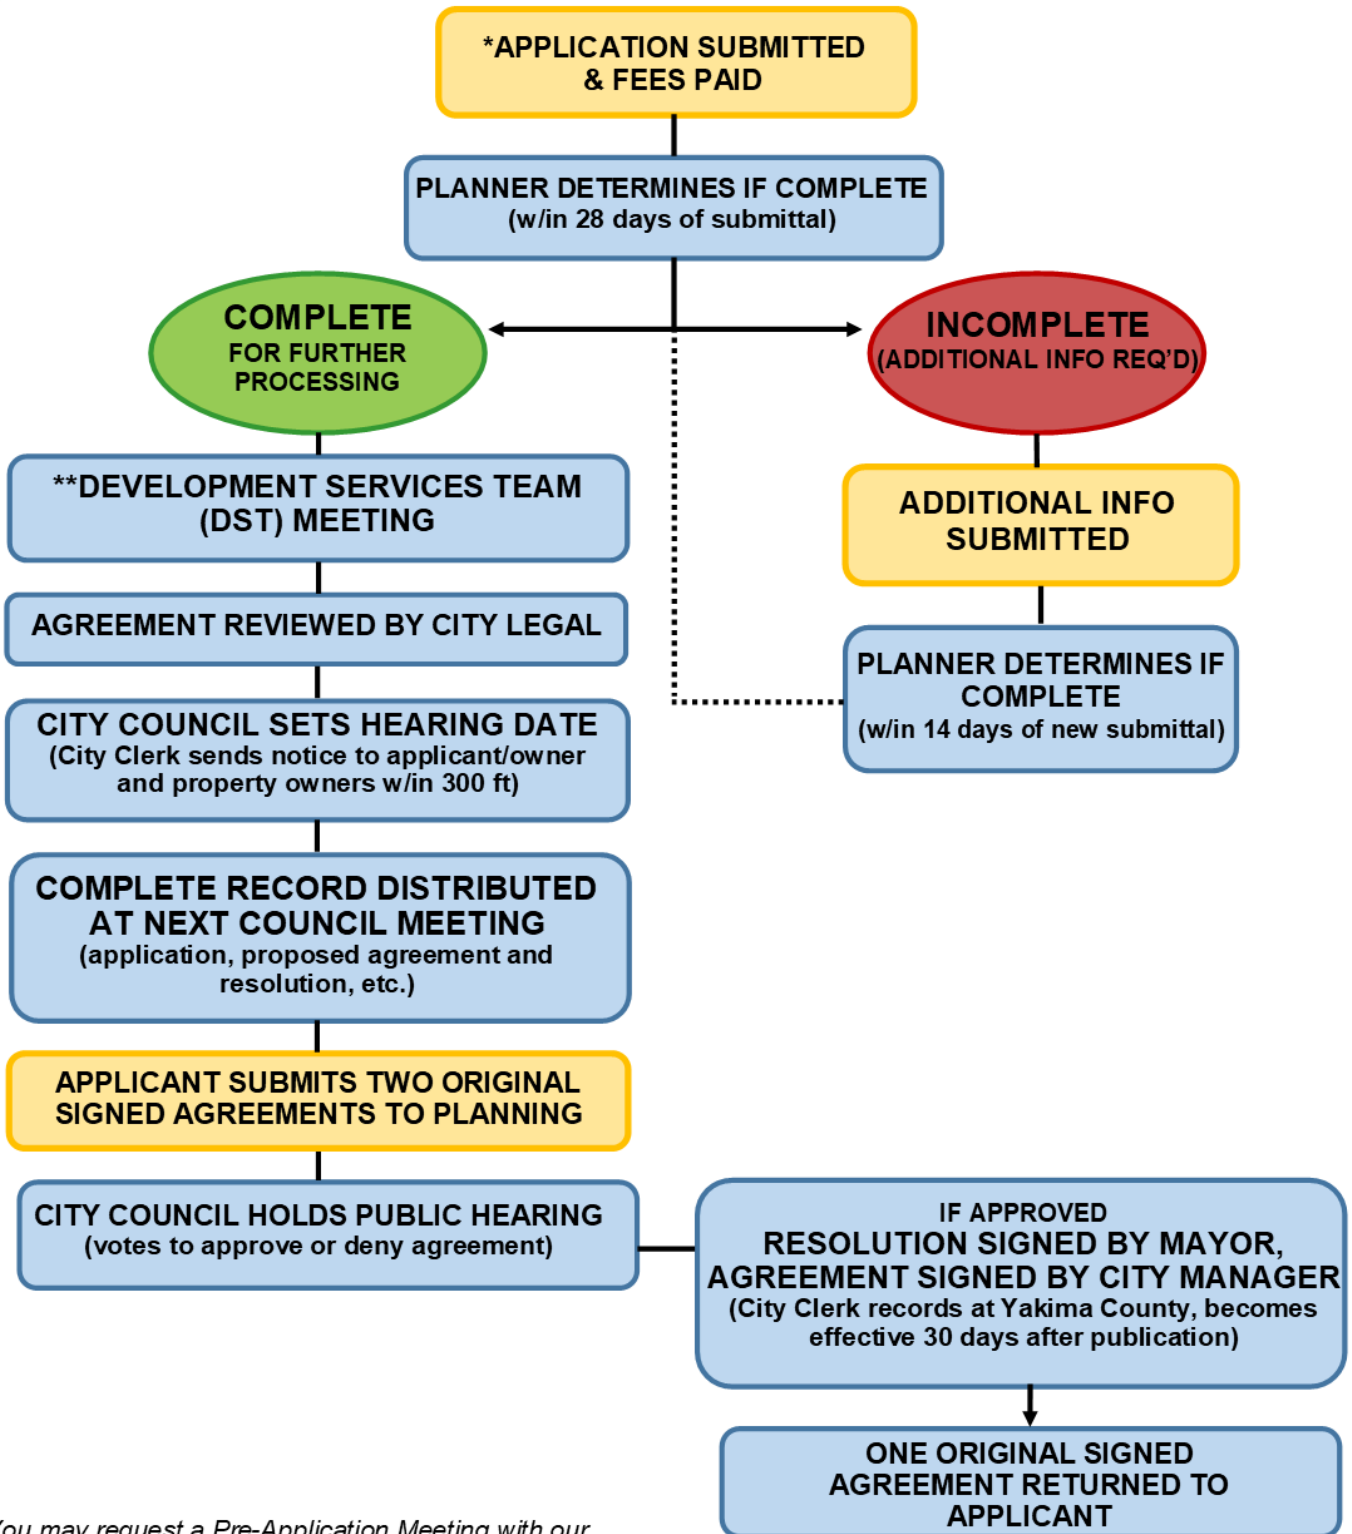 *APPLICATION SUBMITTED
& FEES PAID
PLANNER DETERMINES IF COMPLETE
(w/in 28 days of submittal)
COMPLETE
FOR FURTHER
PROCESSING
INCOMPLETE
(ADDITIONAL INFO REQ'D)
**DEVELOPMENT SERVICES TEAM
(DST) MEETING
ADDITIONAL INFO
SUBMITTED
AGREEMENT REVIEWED BY CITY LEGAL
PLANNER DETERMINES IF
COMPLETE
(w/in 14 days of new submittal)
CITY COUNCIL SETS HEARING DATE
(City Clerk sends notice to applicant/owner
and property owners w/in 300 ft)
COMPLETE RECORD DISTRIBUTED
AT NEXT COUNCIL MEETING
(application, proposed agreement and
resolution, etc.)
APPLICANT SUBMITS TWO ORIGINAL
SIGNED AGREEMENTS TO PLANNING
CITY COUNCIL HOLDS PUBLIC HEARING
(votes to approve or deny agreement)
IF APPROVED
RESOLUTION SIGNED BY MAYOR,
AGREEMENT SIGNED BY CITY MANAGER
(City Clerk records at Yakima County, becomes
effective 30 days after publication)
ONE ORIGINAL SIGNED
AGREEMENT RETURNED TO
APPLICANT
You may request a Pre-Application Meeting with our